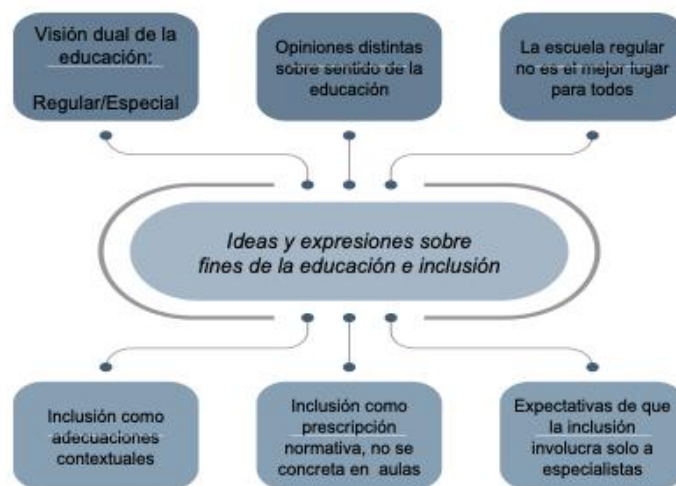 Visión dual de la
educación:
Regular/Especial
Opiniones distintas
sobre sentido de la
educación
La escuela regular
no es el mejor lugar
para todos
Ideas y expresiones sobre
fines de la educación e inclusión
Inclusión como
adecuaciones
contextuales
Inclusión como
prescripción
normativa, no se
concreta en aulas
Expectativas de que
la inclusión
involucra solo a
especialistas